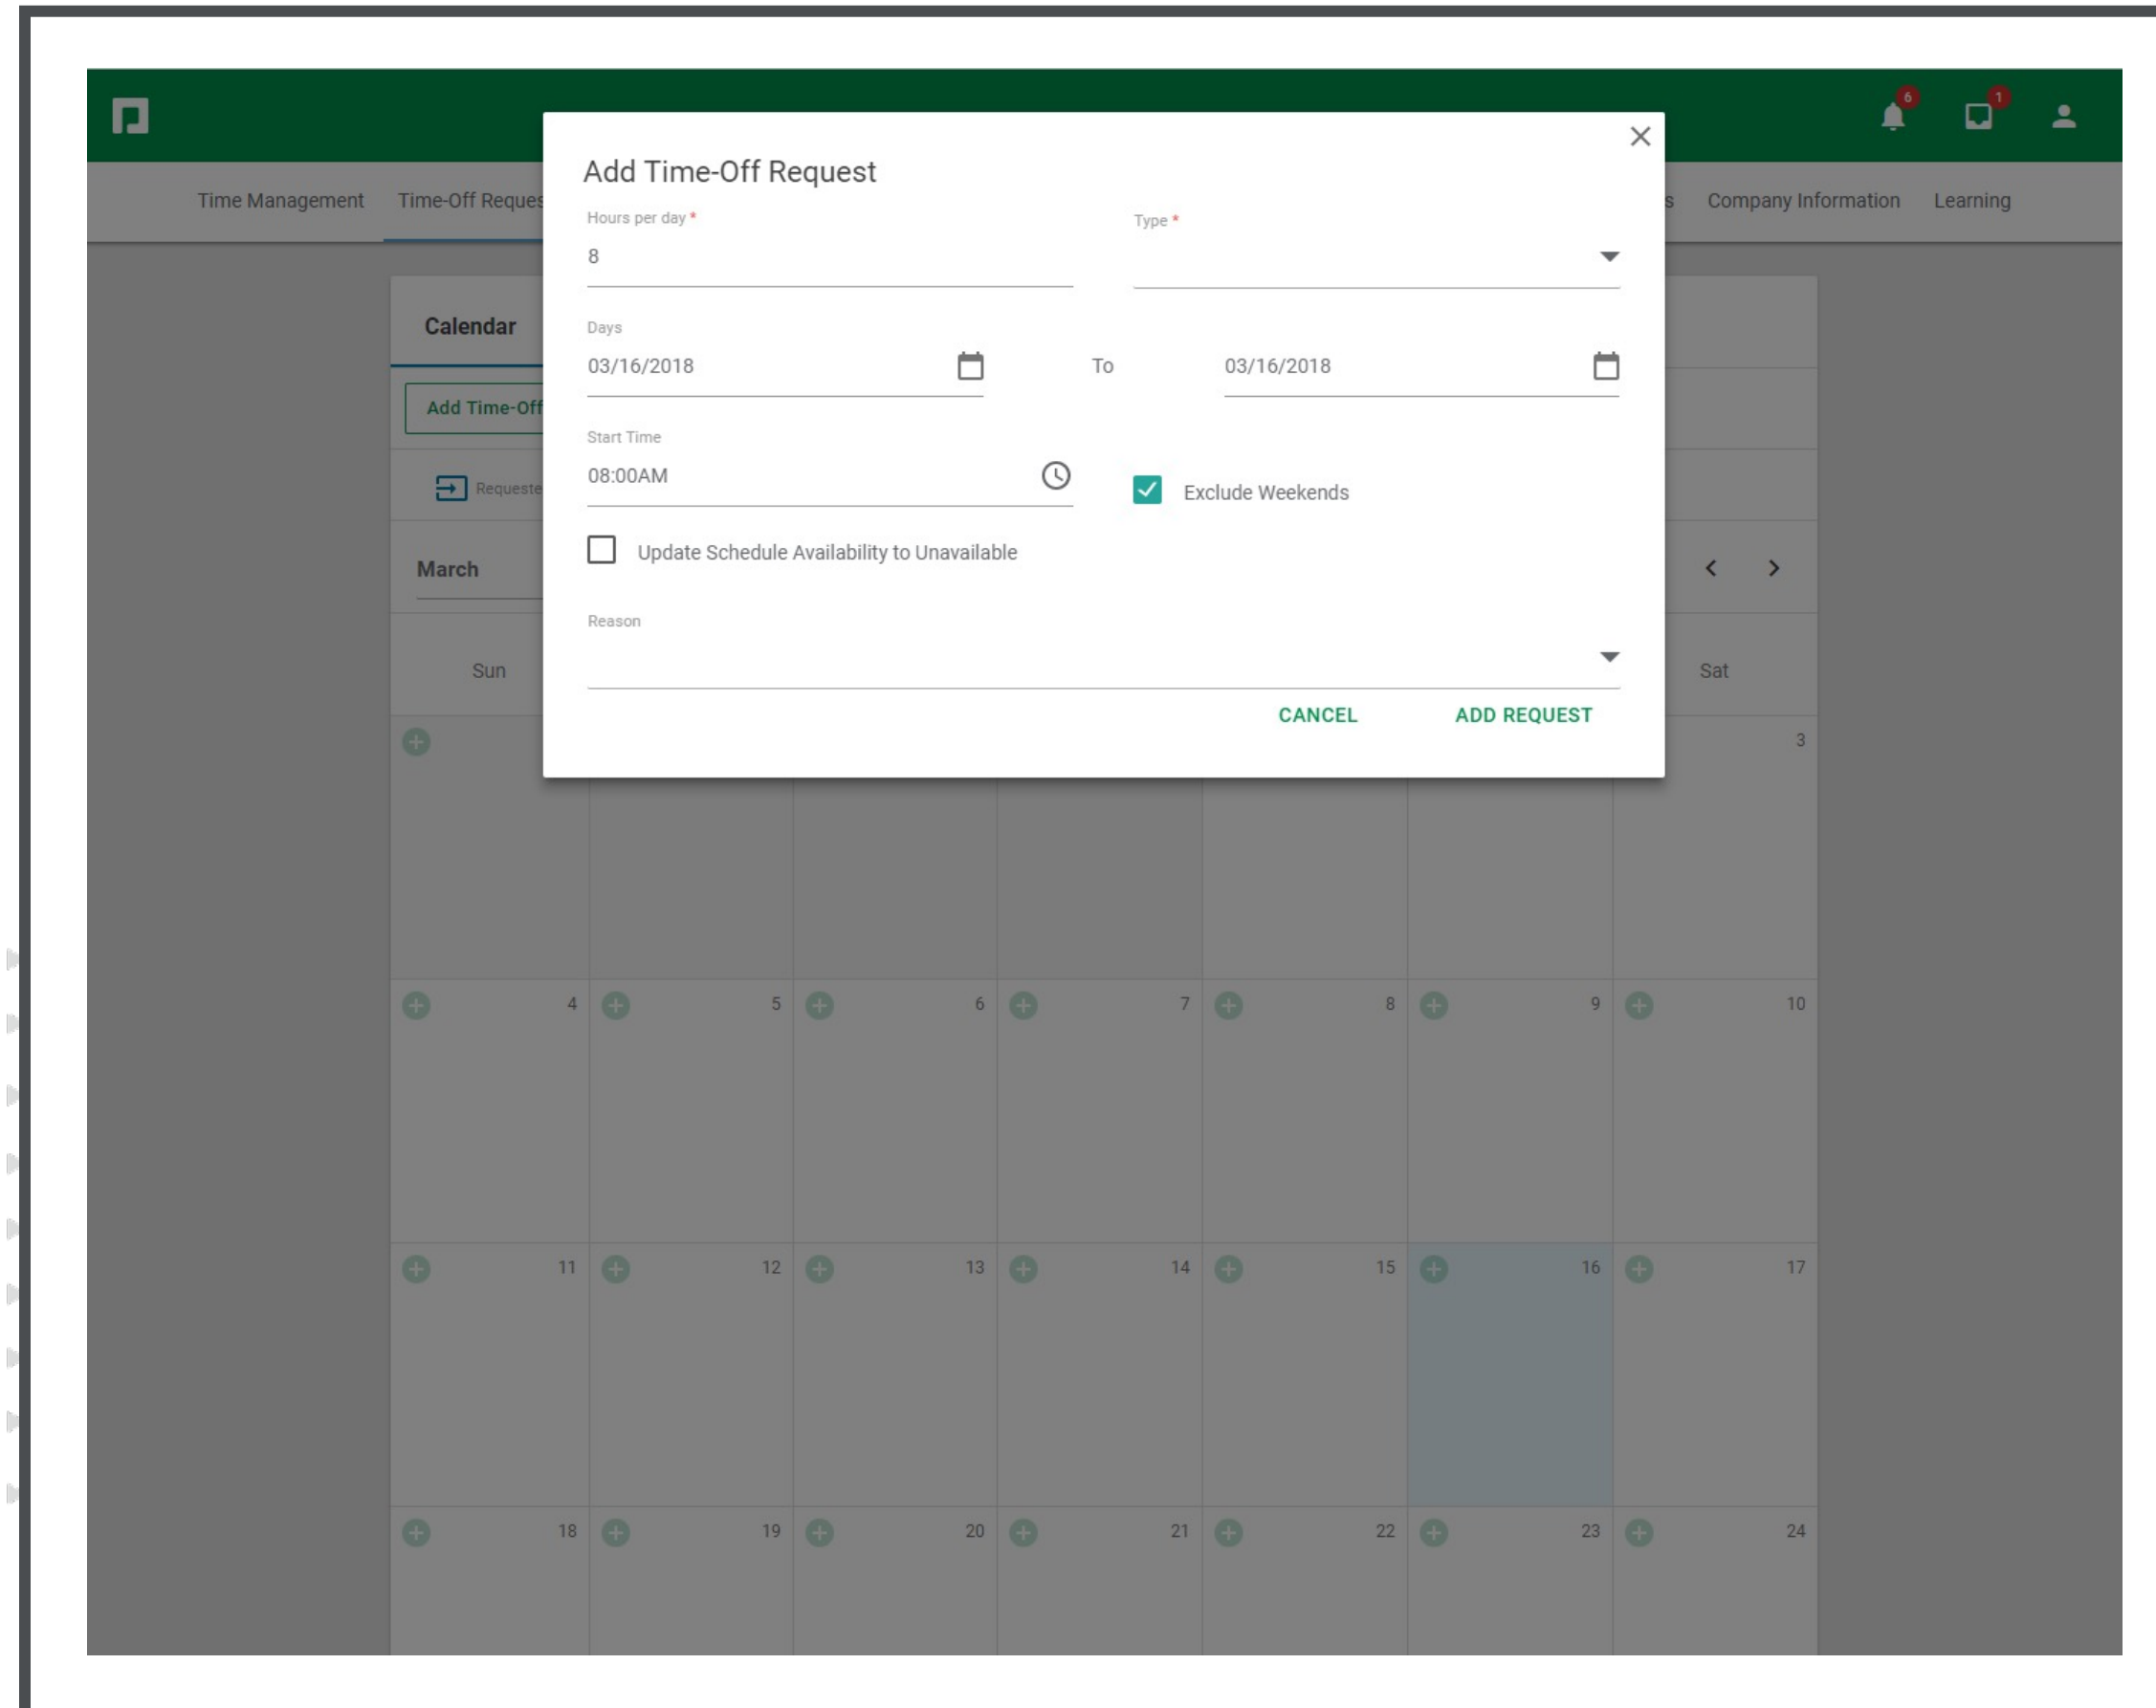 6
1
Time Management Time-Off Reques s Company Information Learning
Add Time-Off Request
Hours per day * Type *
8
Calendar
Days
03/16/2018 To 03/16/2018
Add Time-Off
Start Time
08:00AM
Requeste Exclude Weekends
Update Schedule Availability to Unavailable
March
Reason
Sun Sat
CANCEL ADD REQUEST
3
4 5 6 7 8 9 10
11 12 13 14 15 16 17
18 19 20 21 22 23 24